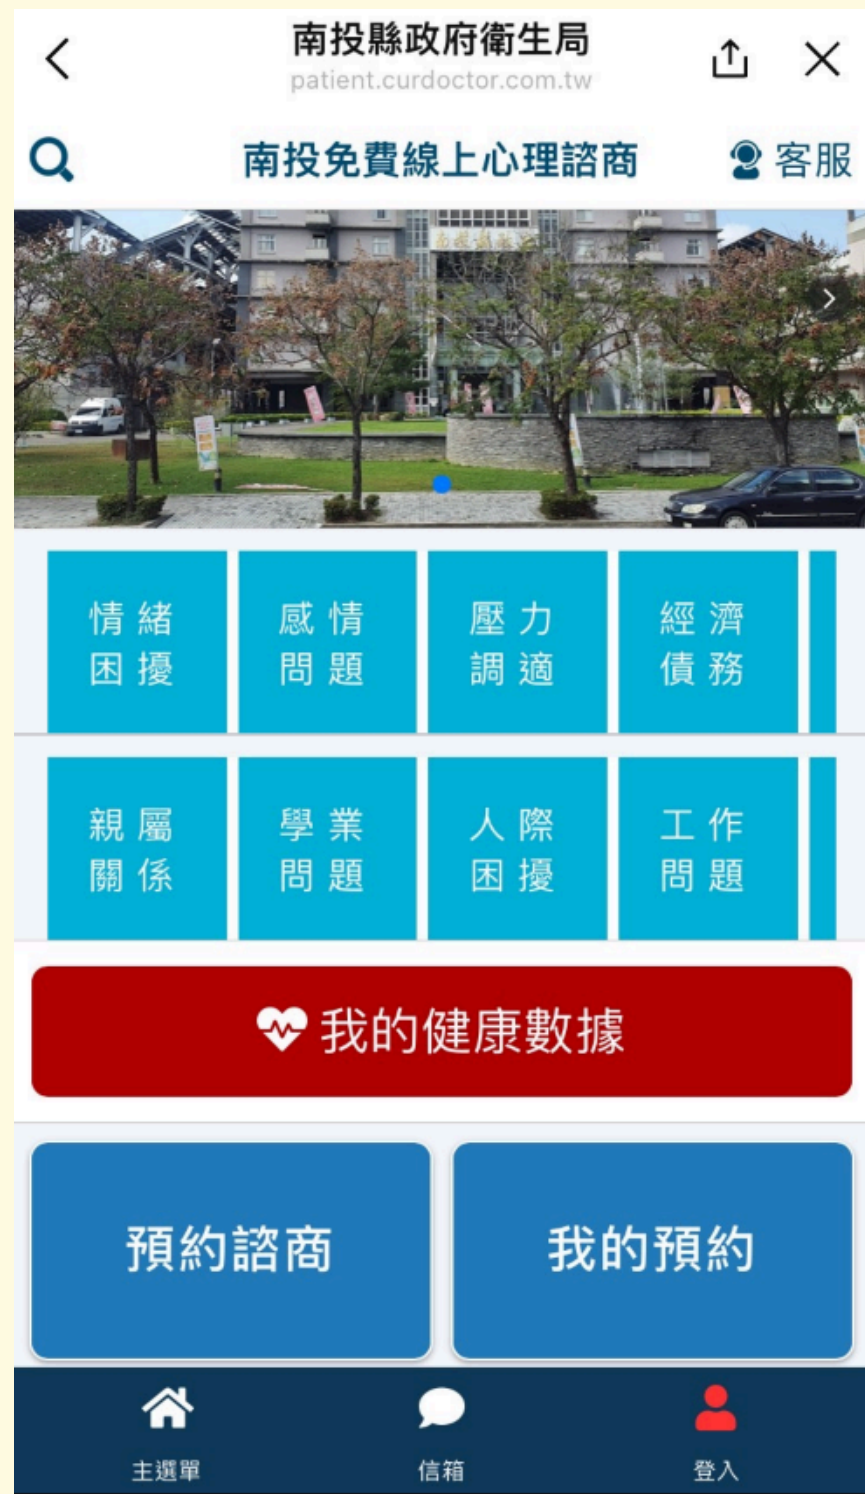 南投縣政府衛生局
patient.curdoctor.com.tw
南投免費線上心理諮商
客服
情緒
困擾
感情
問題
壓力
調適
經濟
債務
親屬
關係
學業
問題
人際
困擾
工作
問題
我的健康數據
預約諮商
我的預約
主選單
信箱
登入